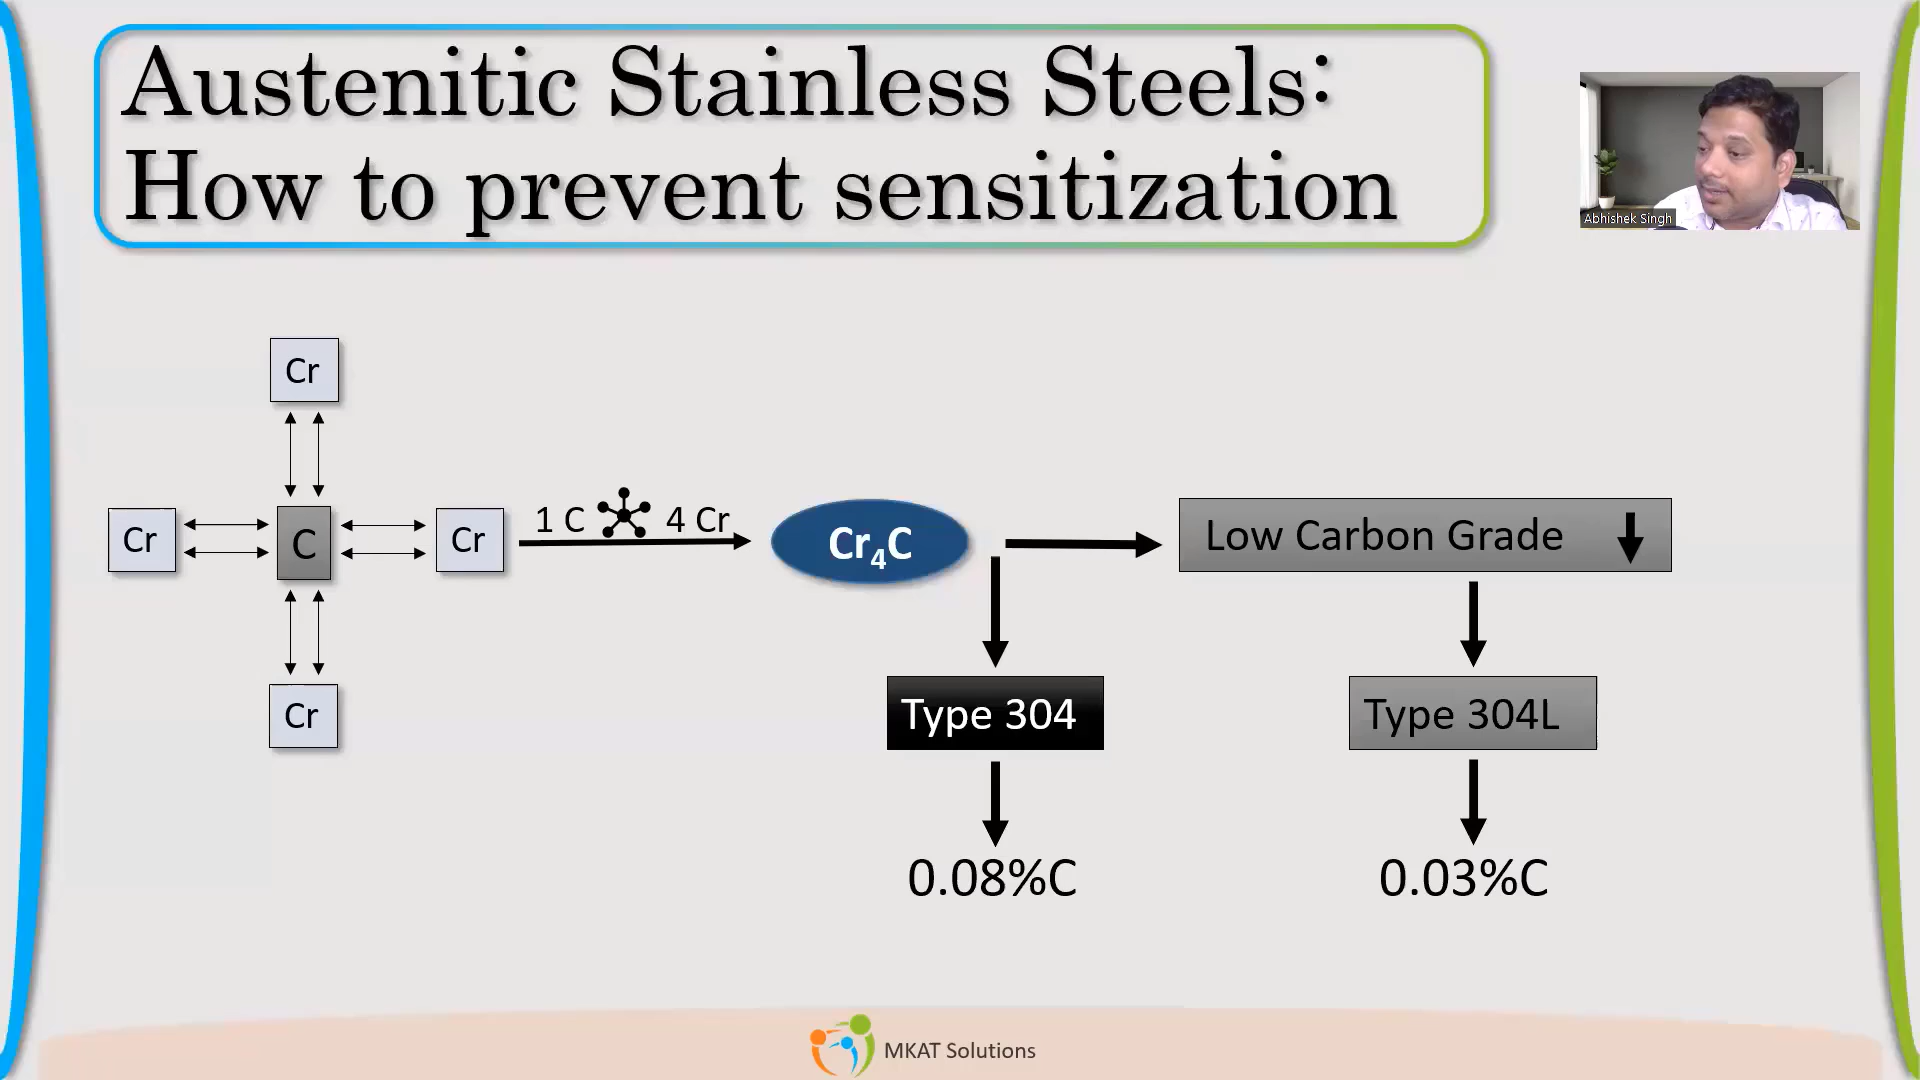 Austenitic Stainless Steels:
How to prevent sensitization
Abhishek Singh
Cr
Cr
C
Cr
Cr
1 C 4 Cr
Cr₄C
Low Carbon Grade
Type 304
Type 304L
0.08%C
0.03%C
MKAT Solutions